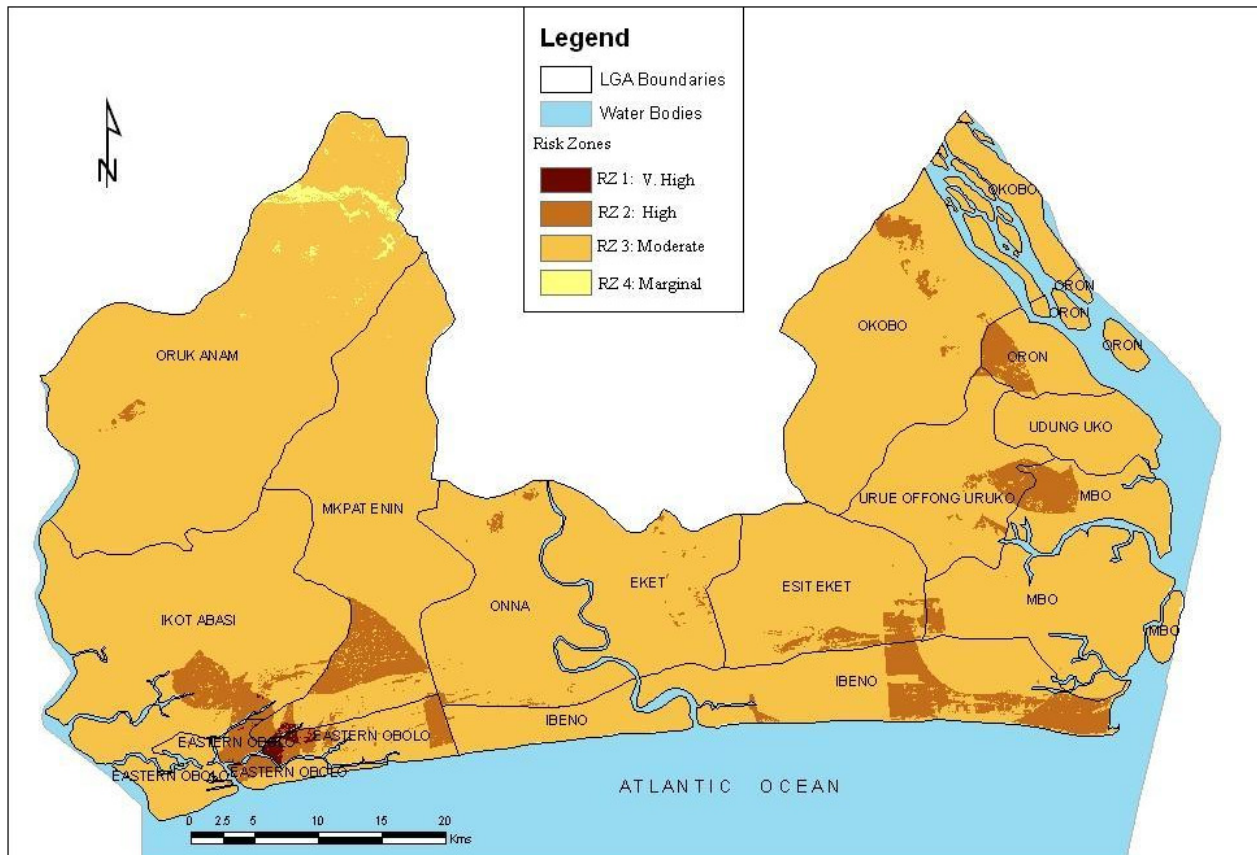 Legend
LGA Boundaries
Water Bodies
Risk Zones
RZ 1: V. High
RZ 2: High
RZ 3: Moderate
RZ 4: Marginal
N
OKOBO
ORON
ORON
ORON
OKOBO
ORON
ORUK ANAM
UDUNG UKO
URUE OFFONG URUKO
MBO
MKPAT ENIN
EKET
ESIT EKET
ONNA
MBO
IKOT ABASI
MBO
IBENO
IBENO
EASTERN OBOLO
EASTERN OBOLO
EASTERN OBOLO
EASTERN OBOLO
ATLANTIC OCEAN
0 2.5 5 10 15 20
Kms